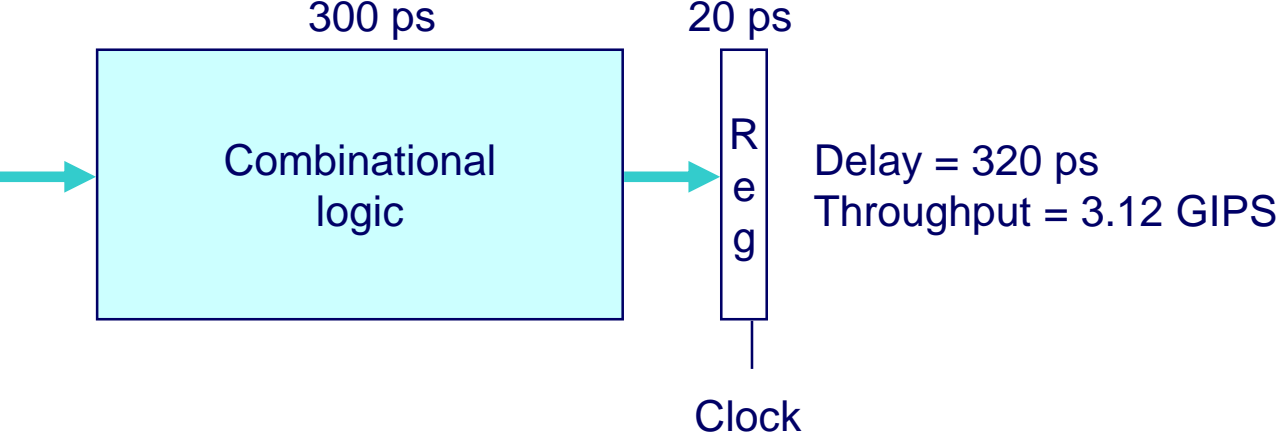 300 ps
20 ps
Combinational
logic
R
e
g
Delay = 320 ps
Throughput = 3.12 GIPS
Clock